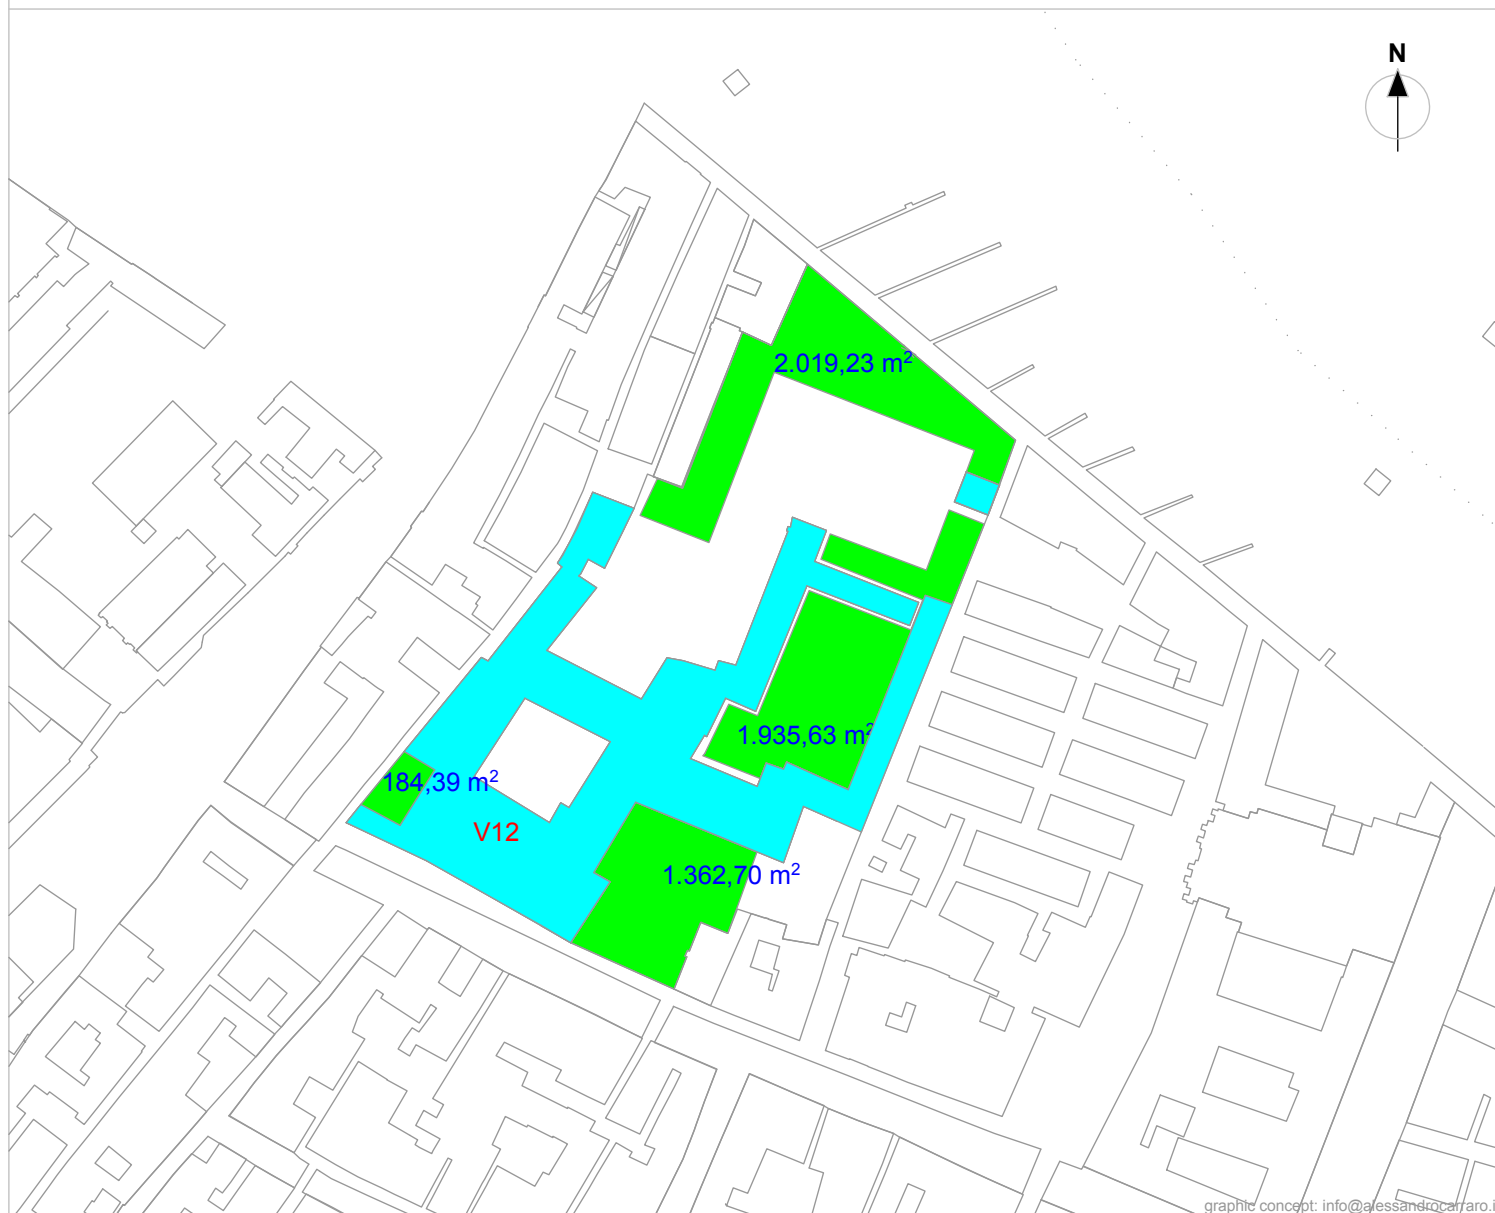 N
2.019,23 m²
1.935,63 m²
184,39 m²
V12
1.362,70 m²
graphic concept: info@alessandrocarraro.i